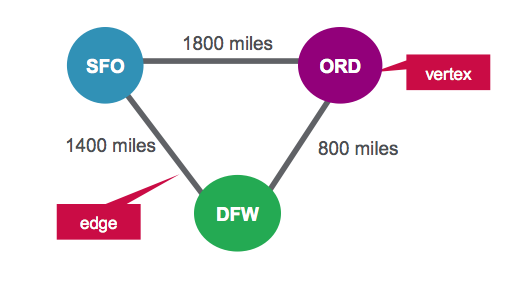 1800 miles
SFO
ORD
vertex
1400 miles
800 miles
DFW
edge